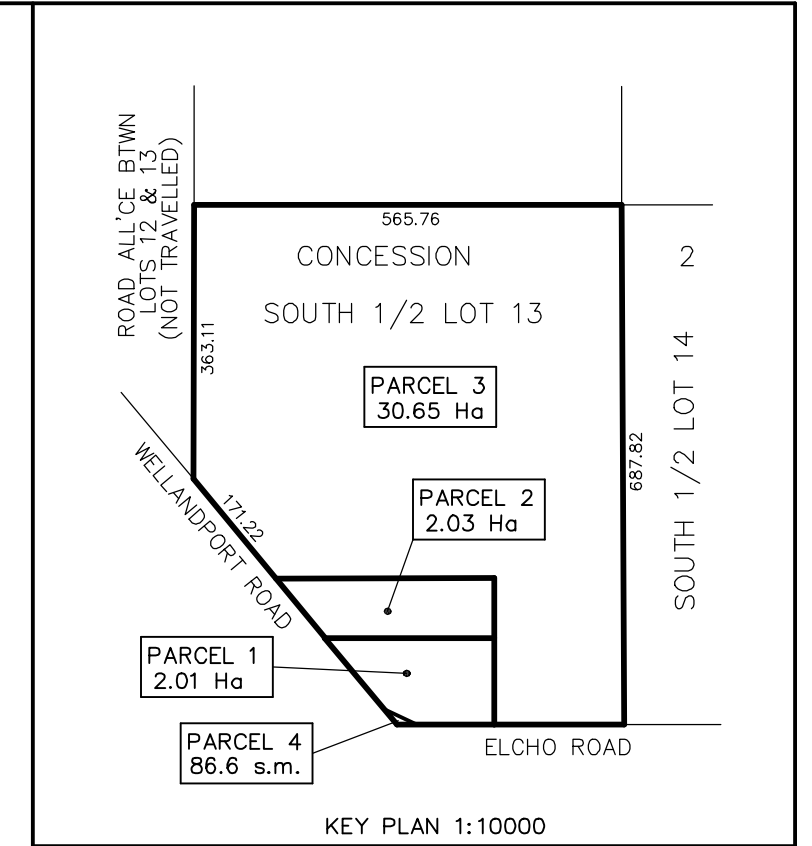 ROAD ALL'CE BTWN
LOTS 12 & 13
(NOT TRAVELLED)
565.76
CONCESSION 2
SOUTH 1/2 LOT 13
363.11
PARCEL 3
30.65 Ha
SOUTH 1/2 LOT 14
687.82
WELLANDPORT ROAD
171.22
PARCEL 2
2.03 Ha
PARCEL 1
2.01 Ha
PARCEL 4
86.6 s.m.
ELCHO ROAD
KEY PLAN 1:10000